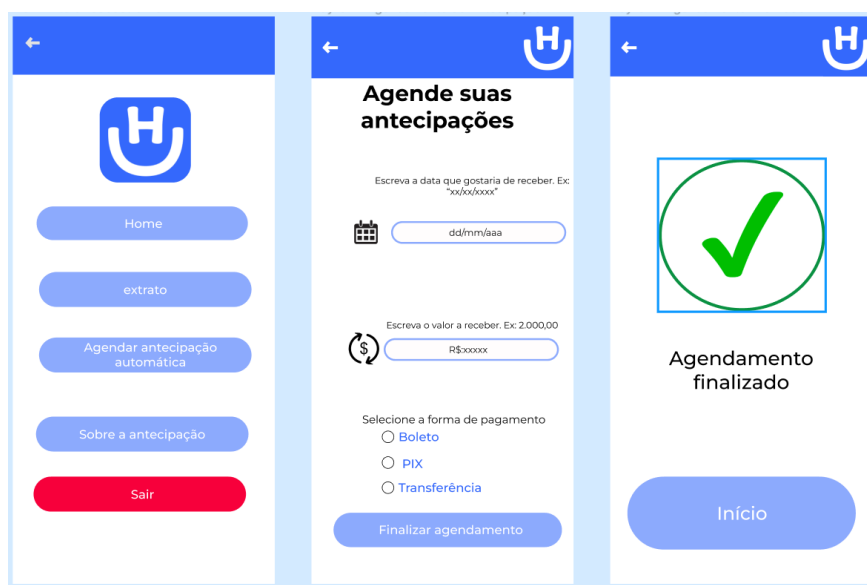 H
Home
extrato
Agendar antecipação
automática
Sobre a antecipação
Sair
H
Agende suas
antecipações
Escreva a data que gostaria de receber. Ex:
"xx/xx/xxxx"
dd/mm/aaa
Escreva o valor a receber. Ex: 2.000,00
$
R$:xxxxx
Selecione a forma de pagamento
Boleto
PIX
Transferência
Finalizar agendamento
H
Agendamento
finalizado
Início